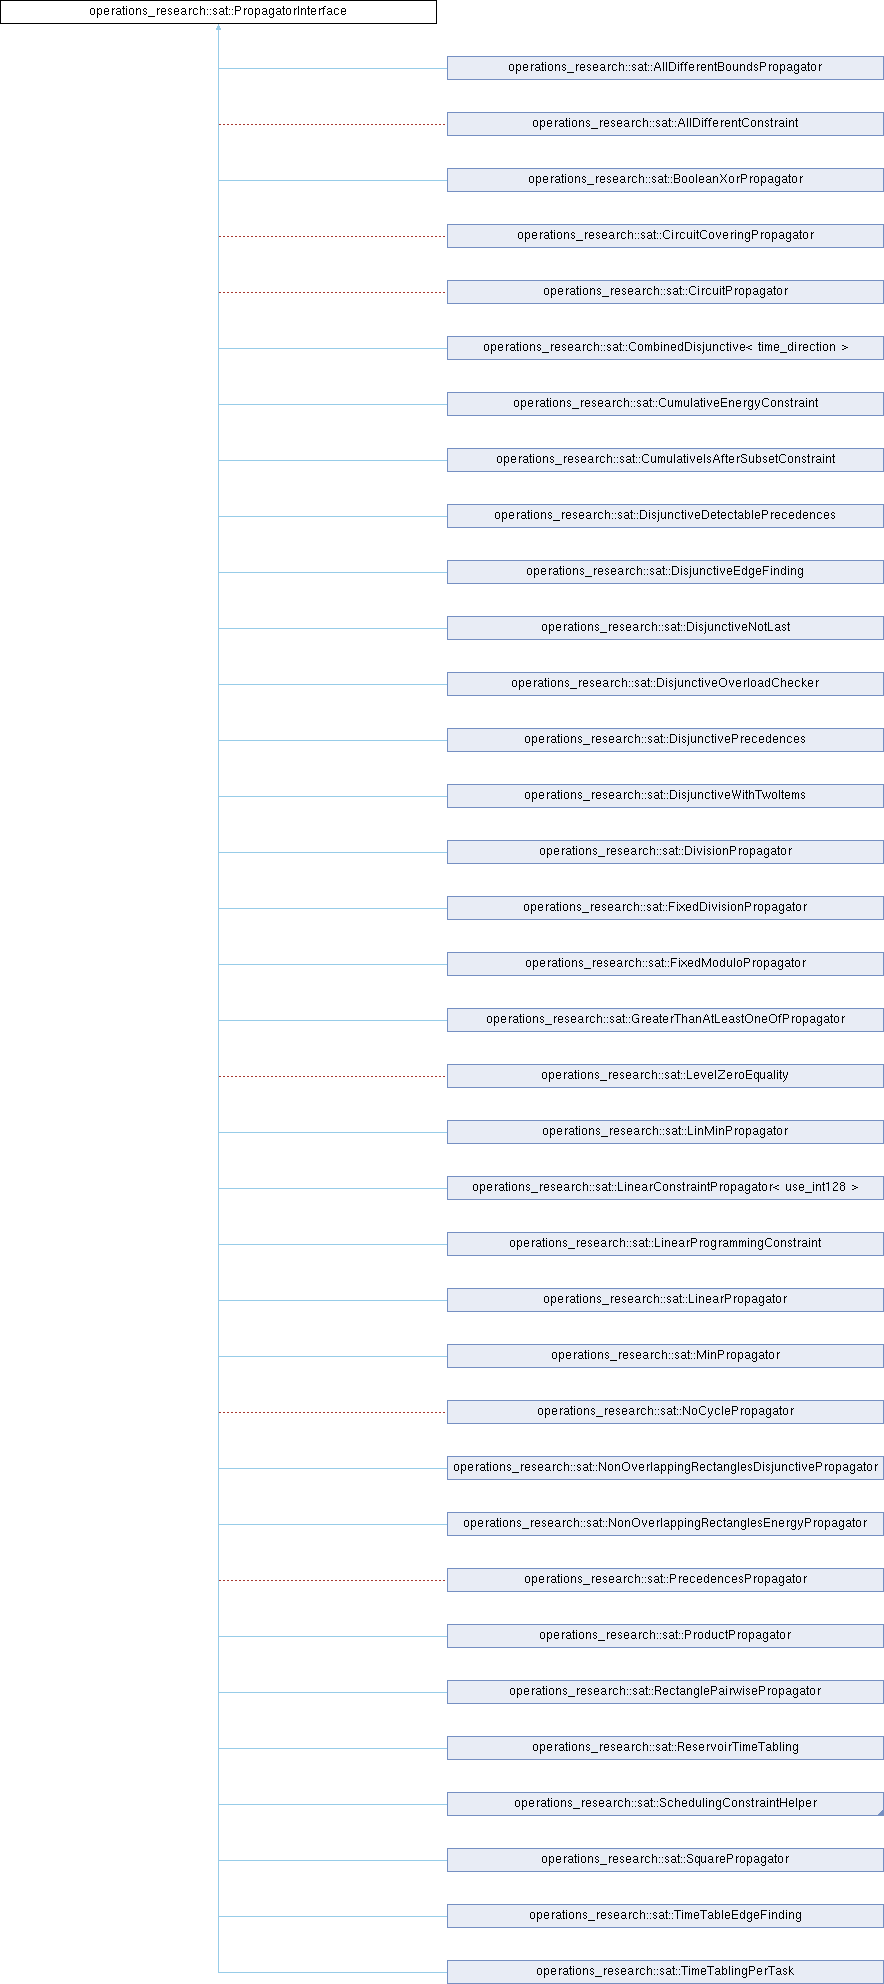 operations_research::sat::PropagatorInterface
operations_research::sat::AllDifferentBoundsPropagator
operations_research::sat::AllDifferentConstraint
operations_research::sat::BooleanXorPropagator
operations_research::sat::CircuitCoveringPropagator
operations_research::sat::CircuitPropagator
operations_research::sat::CombinedDisjunctive< time_direction >
operations_research::sat::CumulativeEnergyConstraint
operations_research::sat::CumulativeIsAfterSubsetConstraint
operations_research::sat::DisjunctiveDetectablePrecedences
operations_research::sat::DisjunctiveEdgeFinding
operations_research::sat::DisjunctiveNotLast
operations_research::sat::DisjunctiveOverloadChecker
operations_research::sat::DisjunctivePrecedences
operations_research::sat::DisjunctiveWithTwoItems
operations_research::sat::DivisionPropagator
operations_research::sat::FixedDivisionPropagator
operations_research::sat::FixedModuloPropagator
operations_research::sat::GreaterThanAtLeastOneOfPropagator
operations_research::sat::LevelZeroEquality
operations_research::sat::LinMinPropagator
operations_research::sat::LinearConstraintPropagator< use_int128 >
operations_research::sat::LinearProgrammingConstraint
operations_research::sat::LinearPropagator
operations_research::sat::MinPropagator
operations_research::sat::NoCyclePropagator
operations_research::sat::NonOverlappingRectanglesDisjunctivePropagator
operations_research::sat::NonOverlappingRectanglesEnergyPropagator
operations_research::sat::PrecedencesPropagator
operations_research::sat::ProductPropagator
operations_research::sat::RectanglePairwisePropagator
operations_research::sat::ReservoirTimeTabling
operations_research::sat::SchedulingConstraintHelper
operations_research::sat::SquarePropagator
operations_research::sat::TimeTableEdgeFinding
operations_research::sat::TimeTablingPerTask